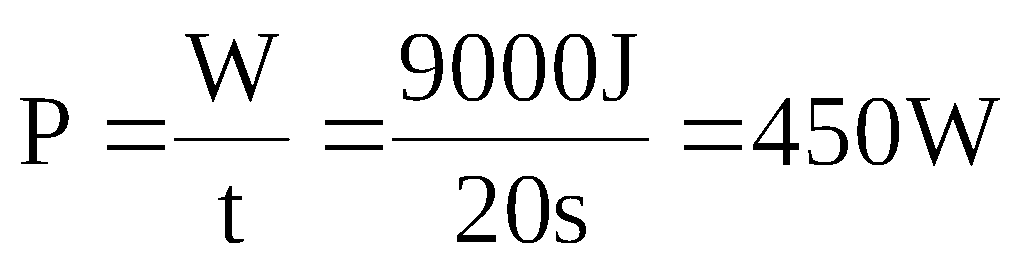 P = W/t = 9000J/20s = 450W